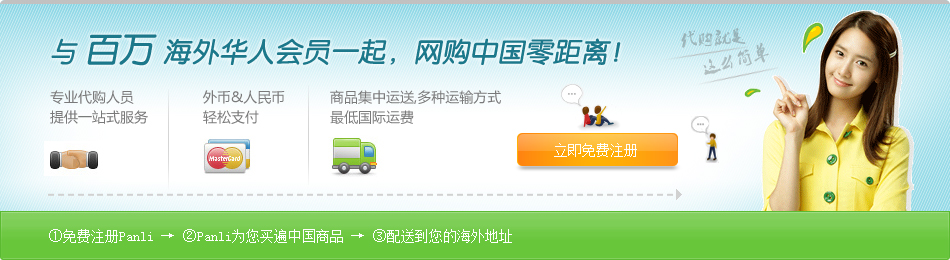 与 百万 海外华人会员一起，网购中国零距离！
代购就是
这么简单
专业代购人员
提供一站式服务
外币&人民币
轻松支付
商品集中运送,多种运输方式
最低国际运费
MasterCard
立即免费注册
①免费注册Panli → ②Panli为您买遍中国商品 → ③配送到您的海外地址